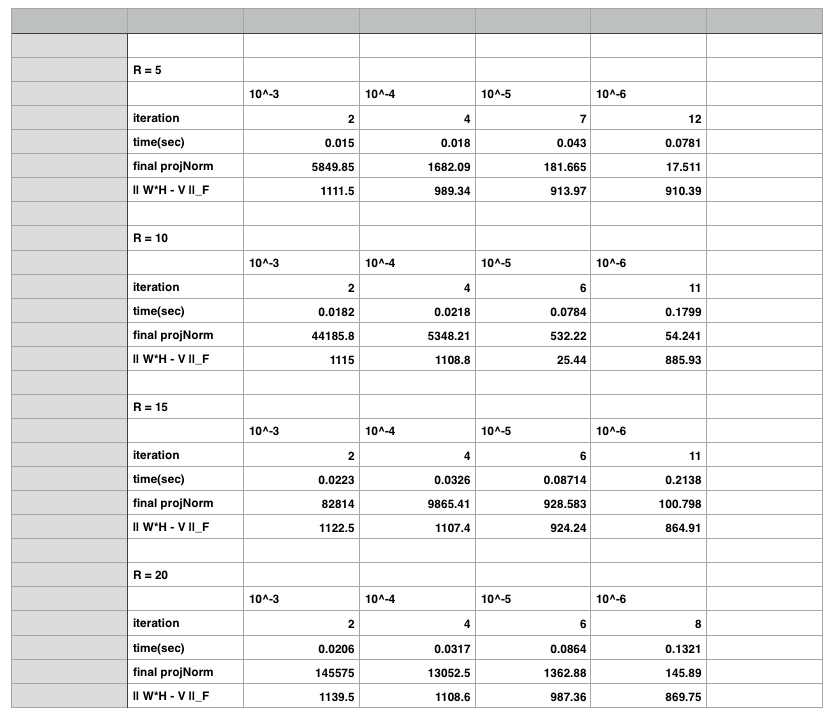 R = 5
10^-3 10^-4 10^-5 10^-6
iteration 2 4 7 12
time(sec) 0.015 0.018 0.043 0.0781
final projNorm 5849.85 1682.09 181.665 17.511
ll W*H - V ll_F 1111.5 989.34 913.97 910.39
R = 10
10^-3 10^-4 10^-5 10^-6
iteration 2 4 6 11
time(sec) 0.0182 0.0218 0.0784 0.1799
final projNorm 44185.8 5348.21 532.22 54.241
ll W*H - V ll_F 1115 1108.8 25.44 885.93
R = 15
10^-3 10^-4 10^-5 10^-6
iteration 2 4 6 11
time(sec) 0.0223 0.0326 0.08714 0.2138
final projNorm 82814 9865.41 928.583 100.798
ll W*H - V ll_F 1122.5 1107.4 924.24 864.91
R = 20
10^-3 10^-4 10^-5 10^-6
iteration 2 4 6 8
time(sec) 0.0206 0.0317 0.0864 0.1321
final projNorm 145575 13052.5 1362.88 145.89
ll W*H - V ll_F 1139.5 1108.6 987.36 869.75